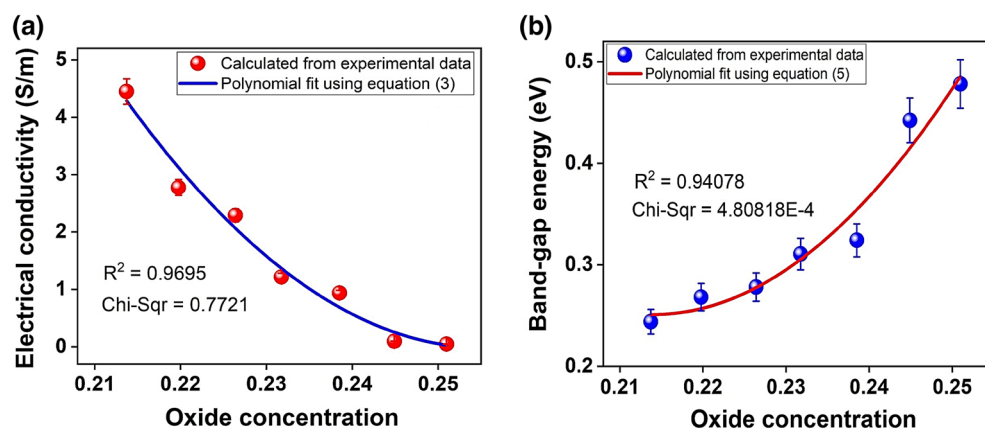 (a)
Calculated from experimental data
Polynomial fit using equation (3)
Electrical conductivity (S/m)
5
4
3
2
1
0
R² = 0.9695
Chi-Sqr = 0.7721
0.21 0.22 0.23 0.24 0.25
Oxide concentration
(b)
Calculated from experimental data
Polynomial fit using equation (5)
Band-gap energy (eV)
0.5
0.4
0.3
0.2
R² = 0.94078
Chi-Sqr = 4.80818E-4
0.21 0.22 0.23 0.24 0.25
Oxide concentration